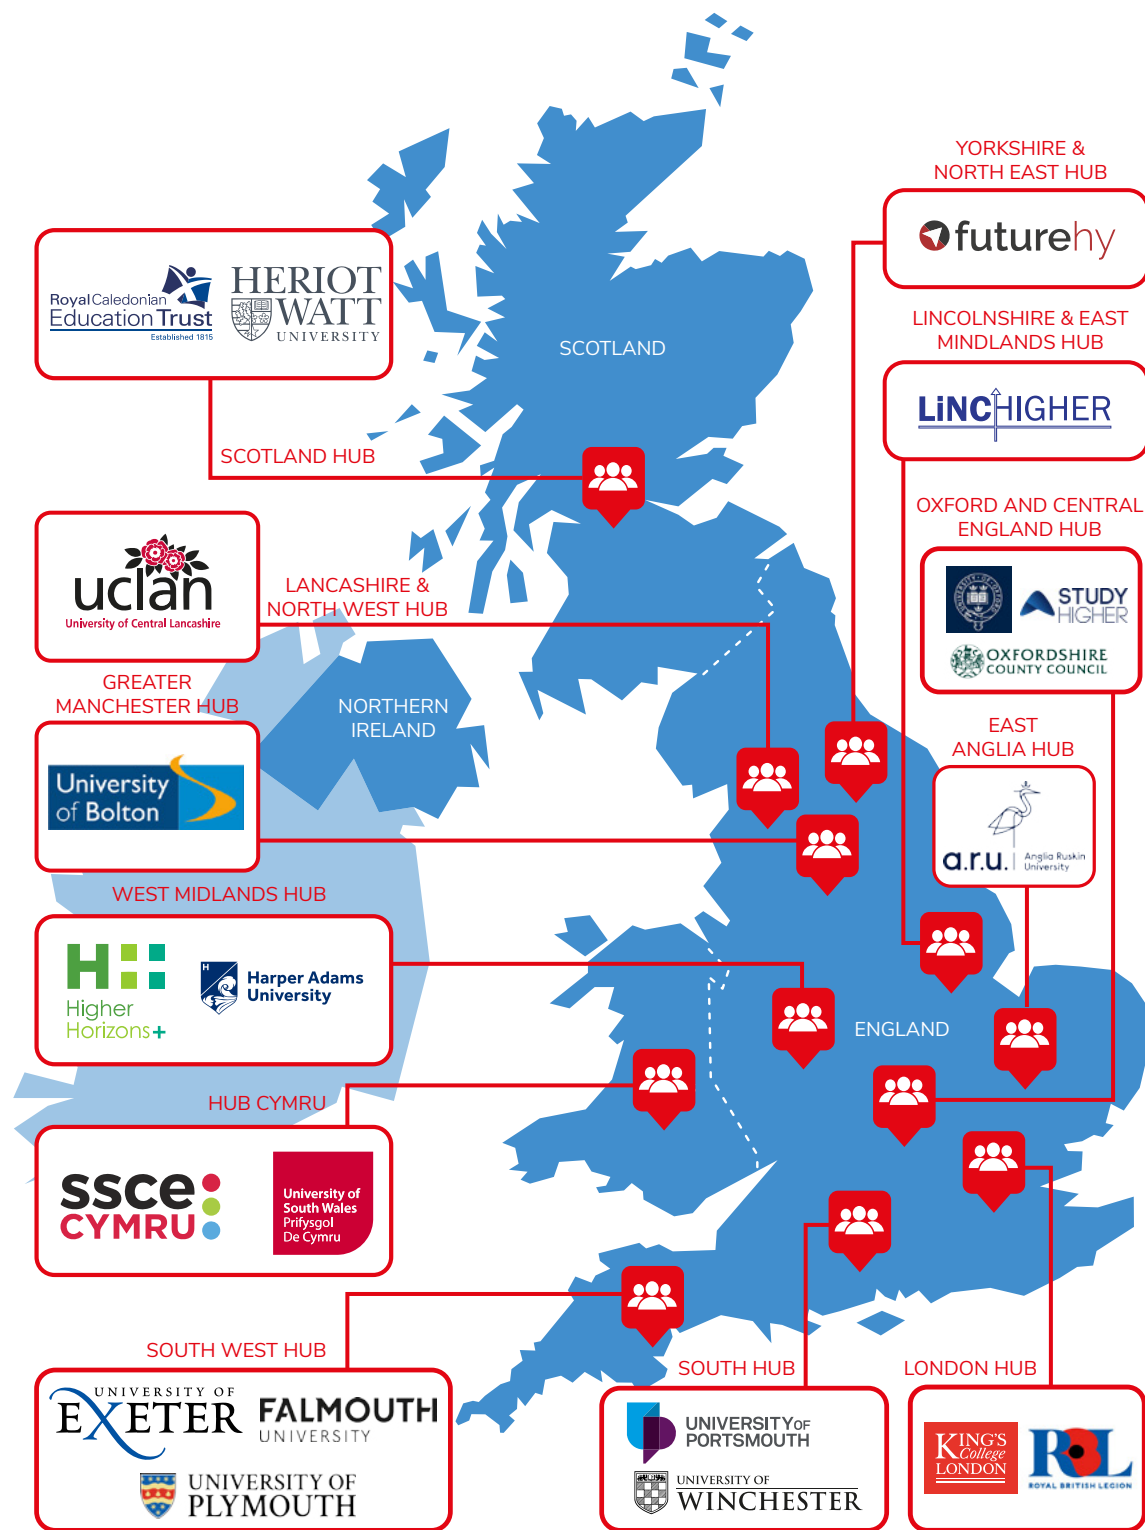 YORKSHIRE &
NORTH EAST HUB
futurehy
Royal Caledonian
Education Trust
Established 1815
HERIOT
WATT
UNIVERSITY
SCOTLAND HUB
SCOTLAND
LINCOLNSHIRE & EAST
MINDLANDS HUB
LiNCHIGHER
OXFORD AND CENTRAL
ENGLAND HUB
UNIVERSITY OF OXFORD
STUDY
HIGHER
OXFORDSHIRE
COUNTY COUNCIL
uclan
University of Central Lancashire
LANCASHIRE &
NORTH WEST HUB
GREATER
MANCHESTER HUB
University
of Bolton
NORTHERN
IRELAND
EAST
ANGLIA HUB
a.r.u.
Anglia Ruskin
University
WEST MIDLANDS HUB
H
Higher
Horizons+
H
Harper Adams
University
ENGLAND
HUB CYMRU
ssce
CYMRU
University of
South Wales
Prifysgol
De Cymru
SOUTH WEST HUB
UNIVERSITY OF
EXETER
FALMOUTH
UNIVERSITY
UNIVERSITY OF
PLYMOUTH
SOUTH HUB
UNIVERSITY OF
PORTSMOUTH
UNIVERSITY OF
WINCHESTER
LONDON HUB
KING'S
College
LONDON
RBL
ROYAL BRITISH LEGION